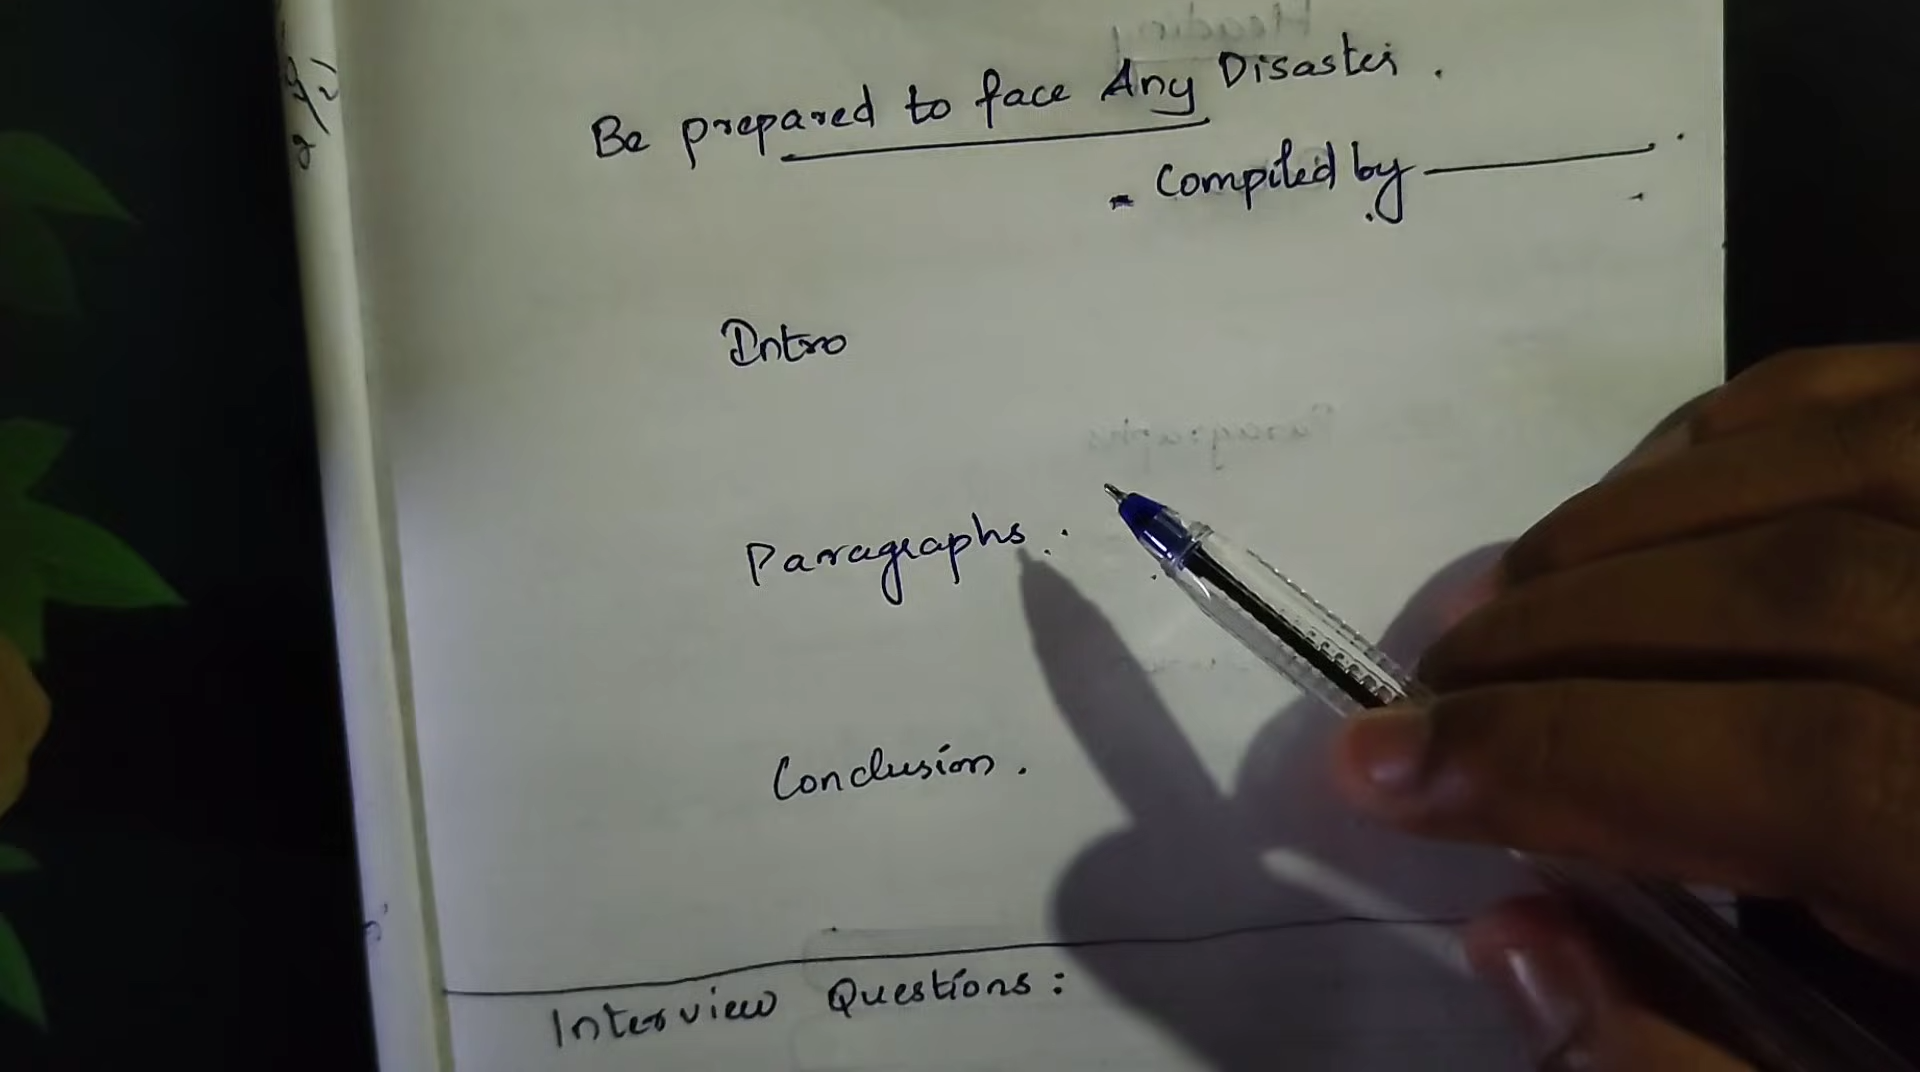 Be prepared to face Any Disaster.
- Compiled by
Intro
Paragraphs.
Conclusion.
Interview Questions: